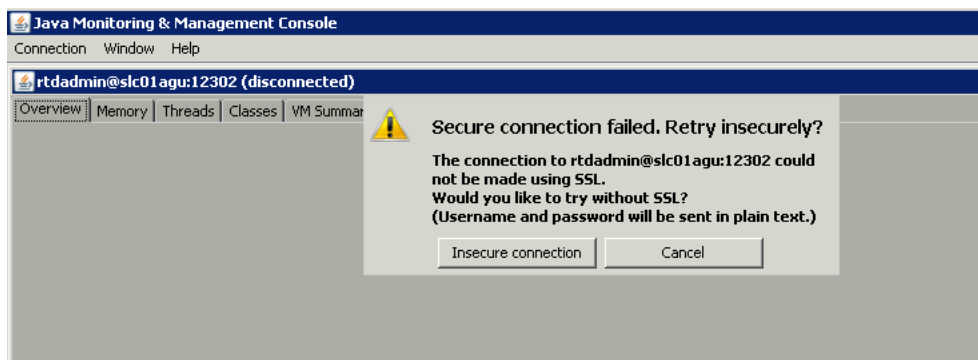 Java Monitoring & Management Console
Connection Window Help
rtdadmin@slc01agu:12302 (disconnected)
Overview Memory Threads Classes VM Summar
Secure connection failed. Retry insecurely?
The connection to rtdadmin@slc01agu:12302 could
not be made using SSL.
Would you like to try without SSL?
(Username and password will be sent in plain text.)
Insecure connection Cancel